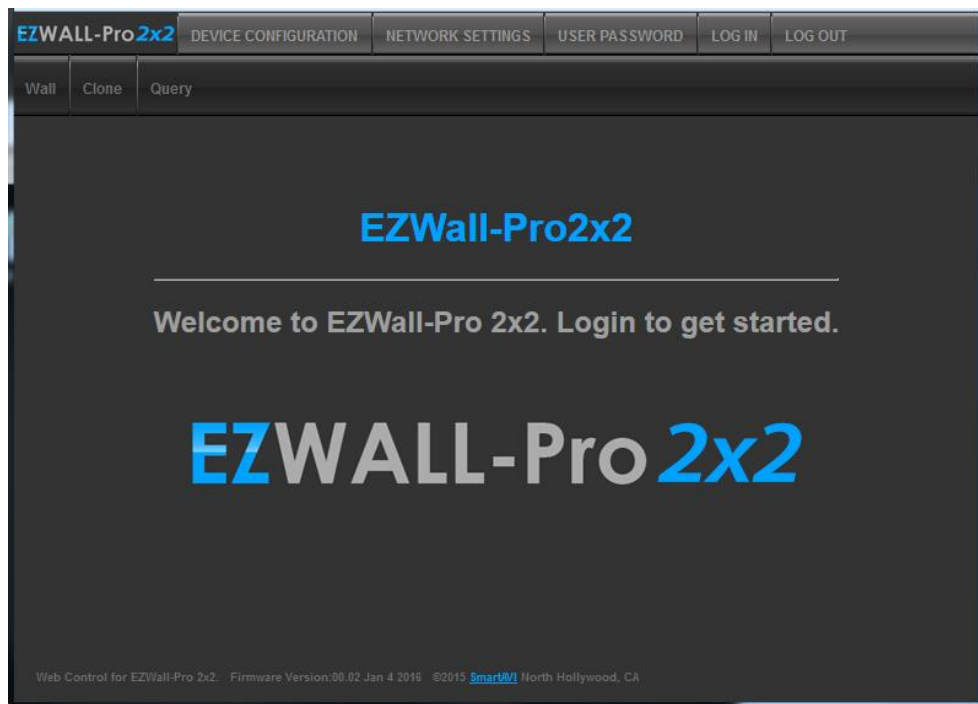 EZWALL-Pro 2x2 DEVICE CONFIGURATION NETWORK SETTINGS USER PASSWORD LOG IN LOG OUT
Wall Clone Query
EZWall-Pro2x2
Welcome to EZWall-Pro 2x2. Login to get started.
EZWALL-Pro 2x2
Web Control for EZWall-Pro 2x2. Firmware Version:00.02 Jan 4 2016 ©2015 SmartAVI North Hollywood, CA